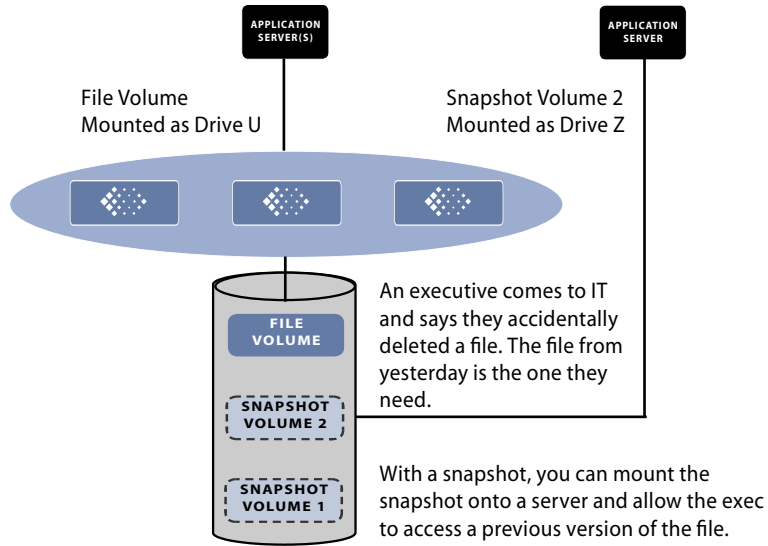 APPLICATION
SERVER(S)
APPLICATION
SERVER
File Volume
Mounted as Drive U
Snapshot Volume 2
Mounted as Drive Z
FILE
VOLUME
SNAPSHOT
VOLUME 2
SNAPSHOT
VOLUME 1
An executive comes to IT
and says they accidentally
deleted a file. The file from
yesterday is the one they
need.
With a snapshot, you can mount the
snapshot onto a server and allow the exec
to access a previous version of the file.